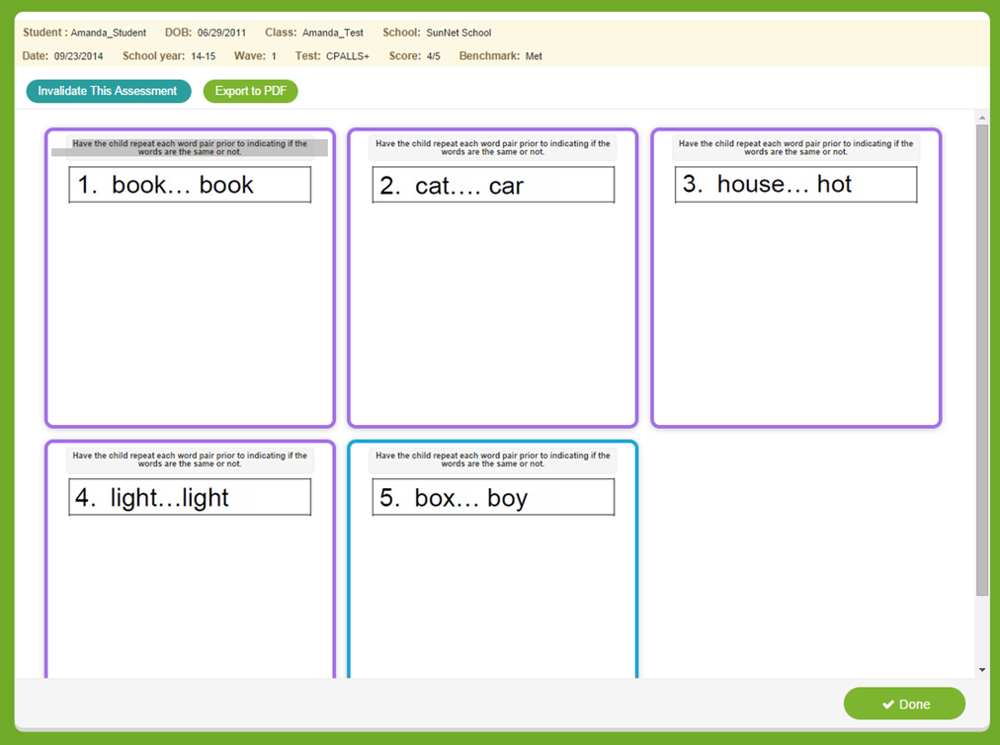 Student : Amanda_Student DOB: 06/29/2011 Class: Amanda_Test School: SunNet School
Date: 09/23/2014 School year: 14-15 Wave: 1 Test: CPALLS+ Score: 4/5 Benchmark: Met
Invalidate This Assessment Export to PDF
Have the child repeat each word pair prior to indicating if the
words are the same or not.
1. book... book
Have the child repeat each word pair prior to indicating if the
words are the same or not.
2. cat.... car
Have the child repeat each word pair prior to indicating if the
words are the same or not.
3. house... hot
Have the child repeat each word pair prior to indicating if the
words are the same or not.
4. light...light
Have the child repeat each word pair prior to indicating if the
words are the same or not.
5. box... boy
Done